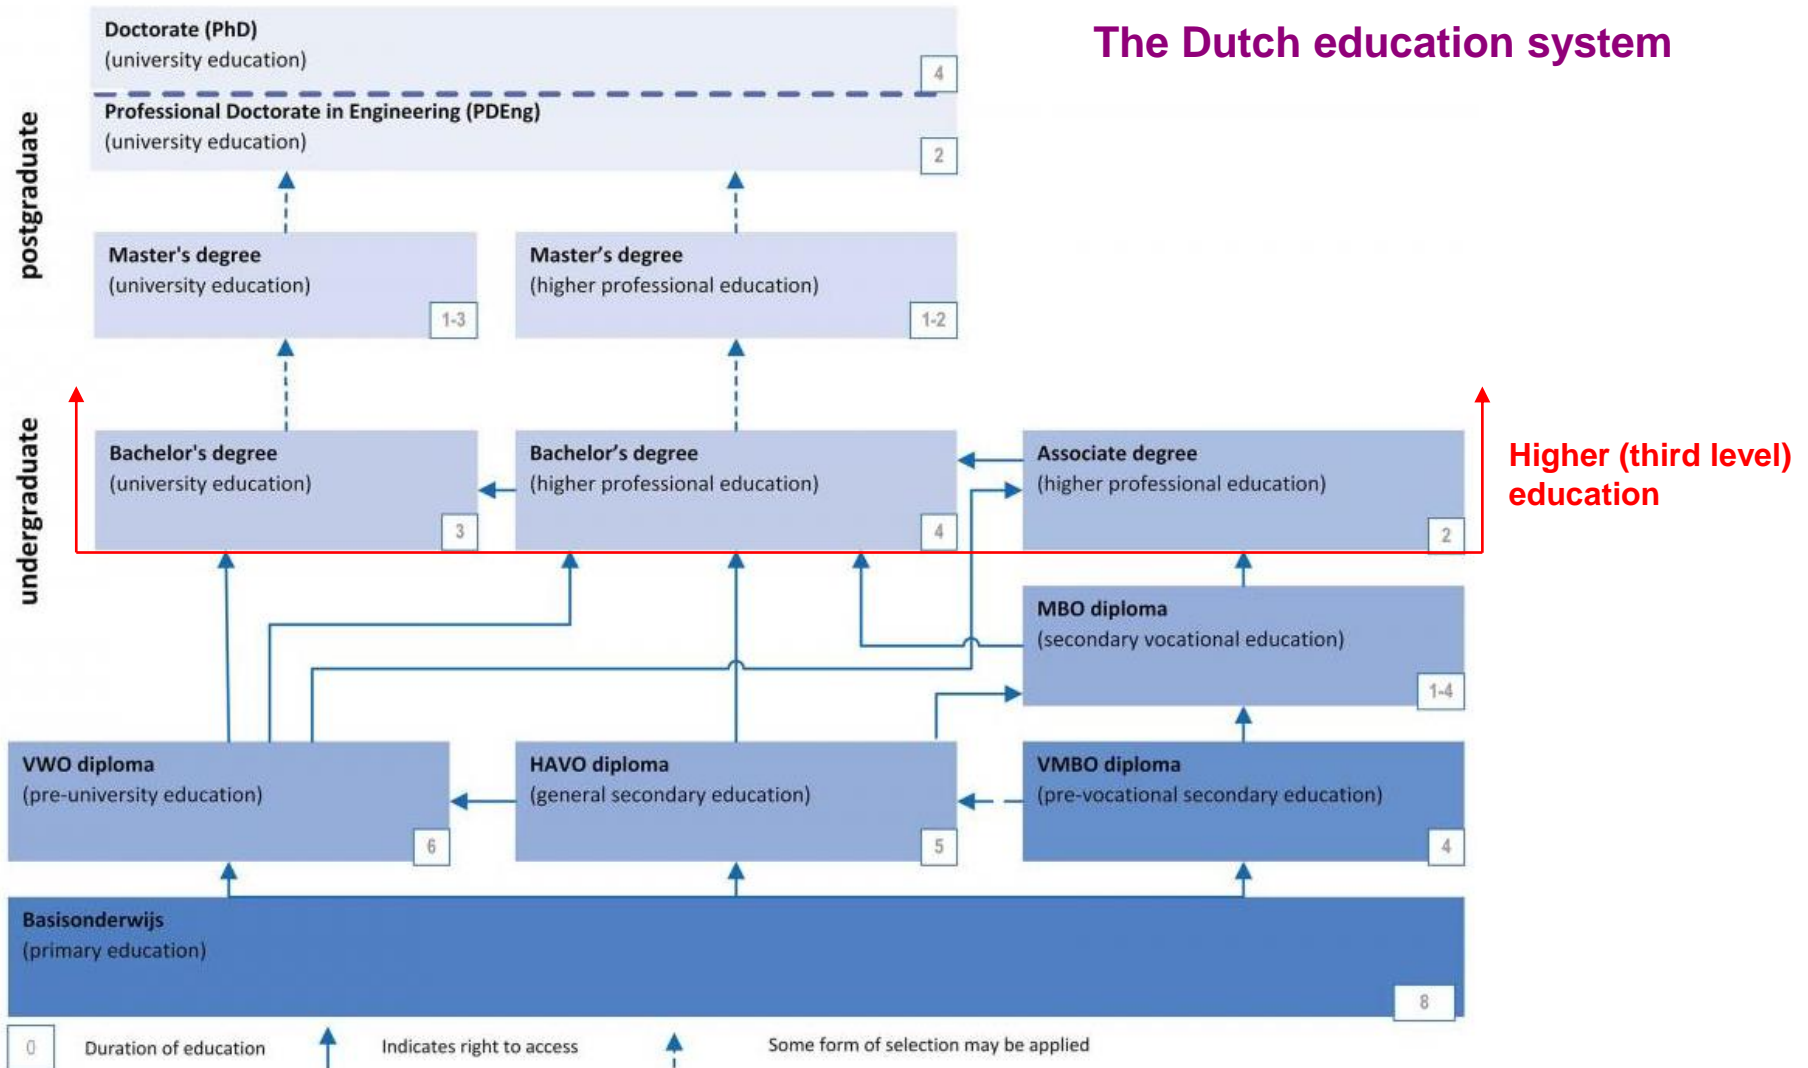 The Dutch education system
Doctorate (PhD)
(university education)
4
Professional Doctorate in Engineering (PDEng)
(university education)
2
postgraduate
Master's degree
(university education)
1-3
Master’s degree
(higher professional education)
1-2
undergraduate
Bachelor's degree
(university education)
3
Bachelor’s degree
(higher professional education)
4
Associate degree
(higher professional education)
2
Higher (third level)
education
MBO diploma
(secondary vocational education)
1-4
VWO diploma
(pre-university education)
6
HAVO diploma
(general secondary education)
5
VMBO diploma
(pre-vocational secondary education)
4
Basisonderwijs
(primary education)
8
0
Duration of education
Indicates right to access
Some form of selection may be applied